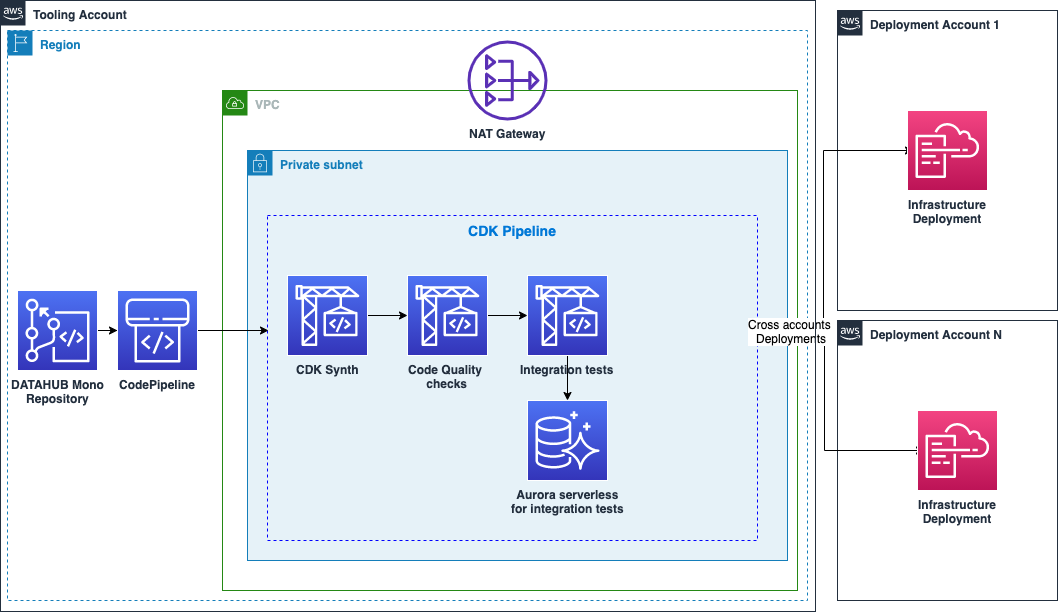 aws
Tooling Account
Region
VPC
NAT Gateway
Private subnet
CDK Pipeline
DATAHUB Mono
Repository
CodePipeline
CDK Synth
Code Quality
checks
Integration tests
Aurora serverless
for integration tests
Cross accounts
Deployments
aws
Deployment Account 1
Infrastructure
Deployment
aws
Deployment Account N
Infrastructure
Deployment